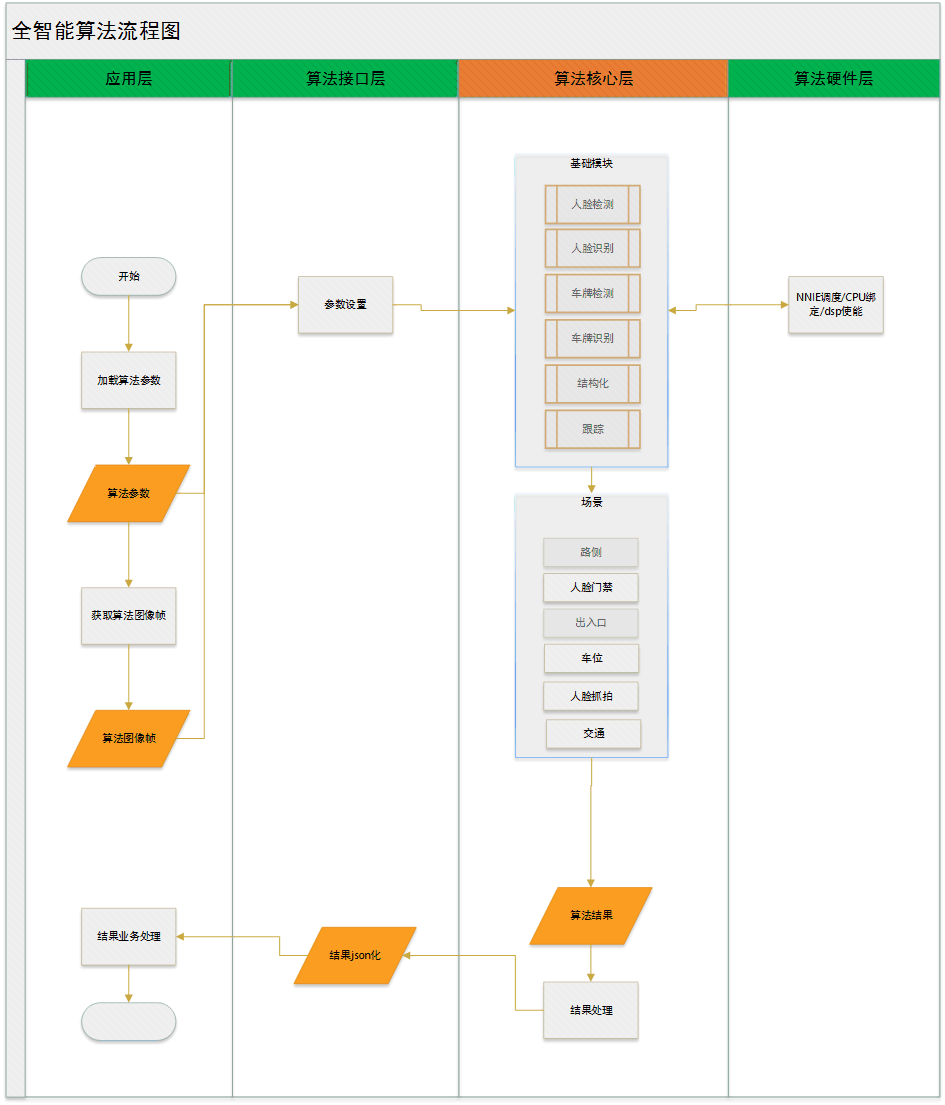 全智能算法流程图
应用层
算法接口层
算法核心层
算法硬件层
开始
加载算法参数
算法参数
获取算法图像帧
算法图像帧
参数设置
基础模块
人脸检测
人脸识别
车牌检测
车牌识别
结构化
跟踪
NNIE调度/CPU绑
定/dsp使能
场景
路侧
人脸门禁
出入口
车位
人脸抓拍
交通
算法结果
结果处理
结果json化
结果业务处理